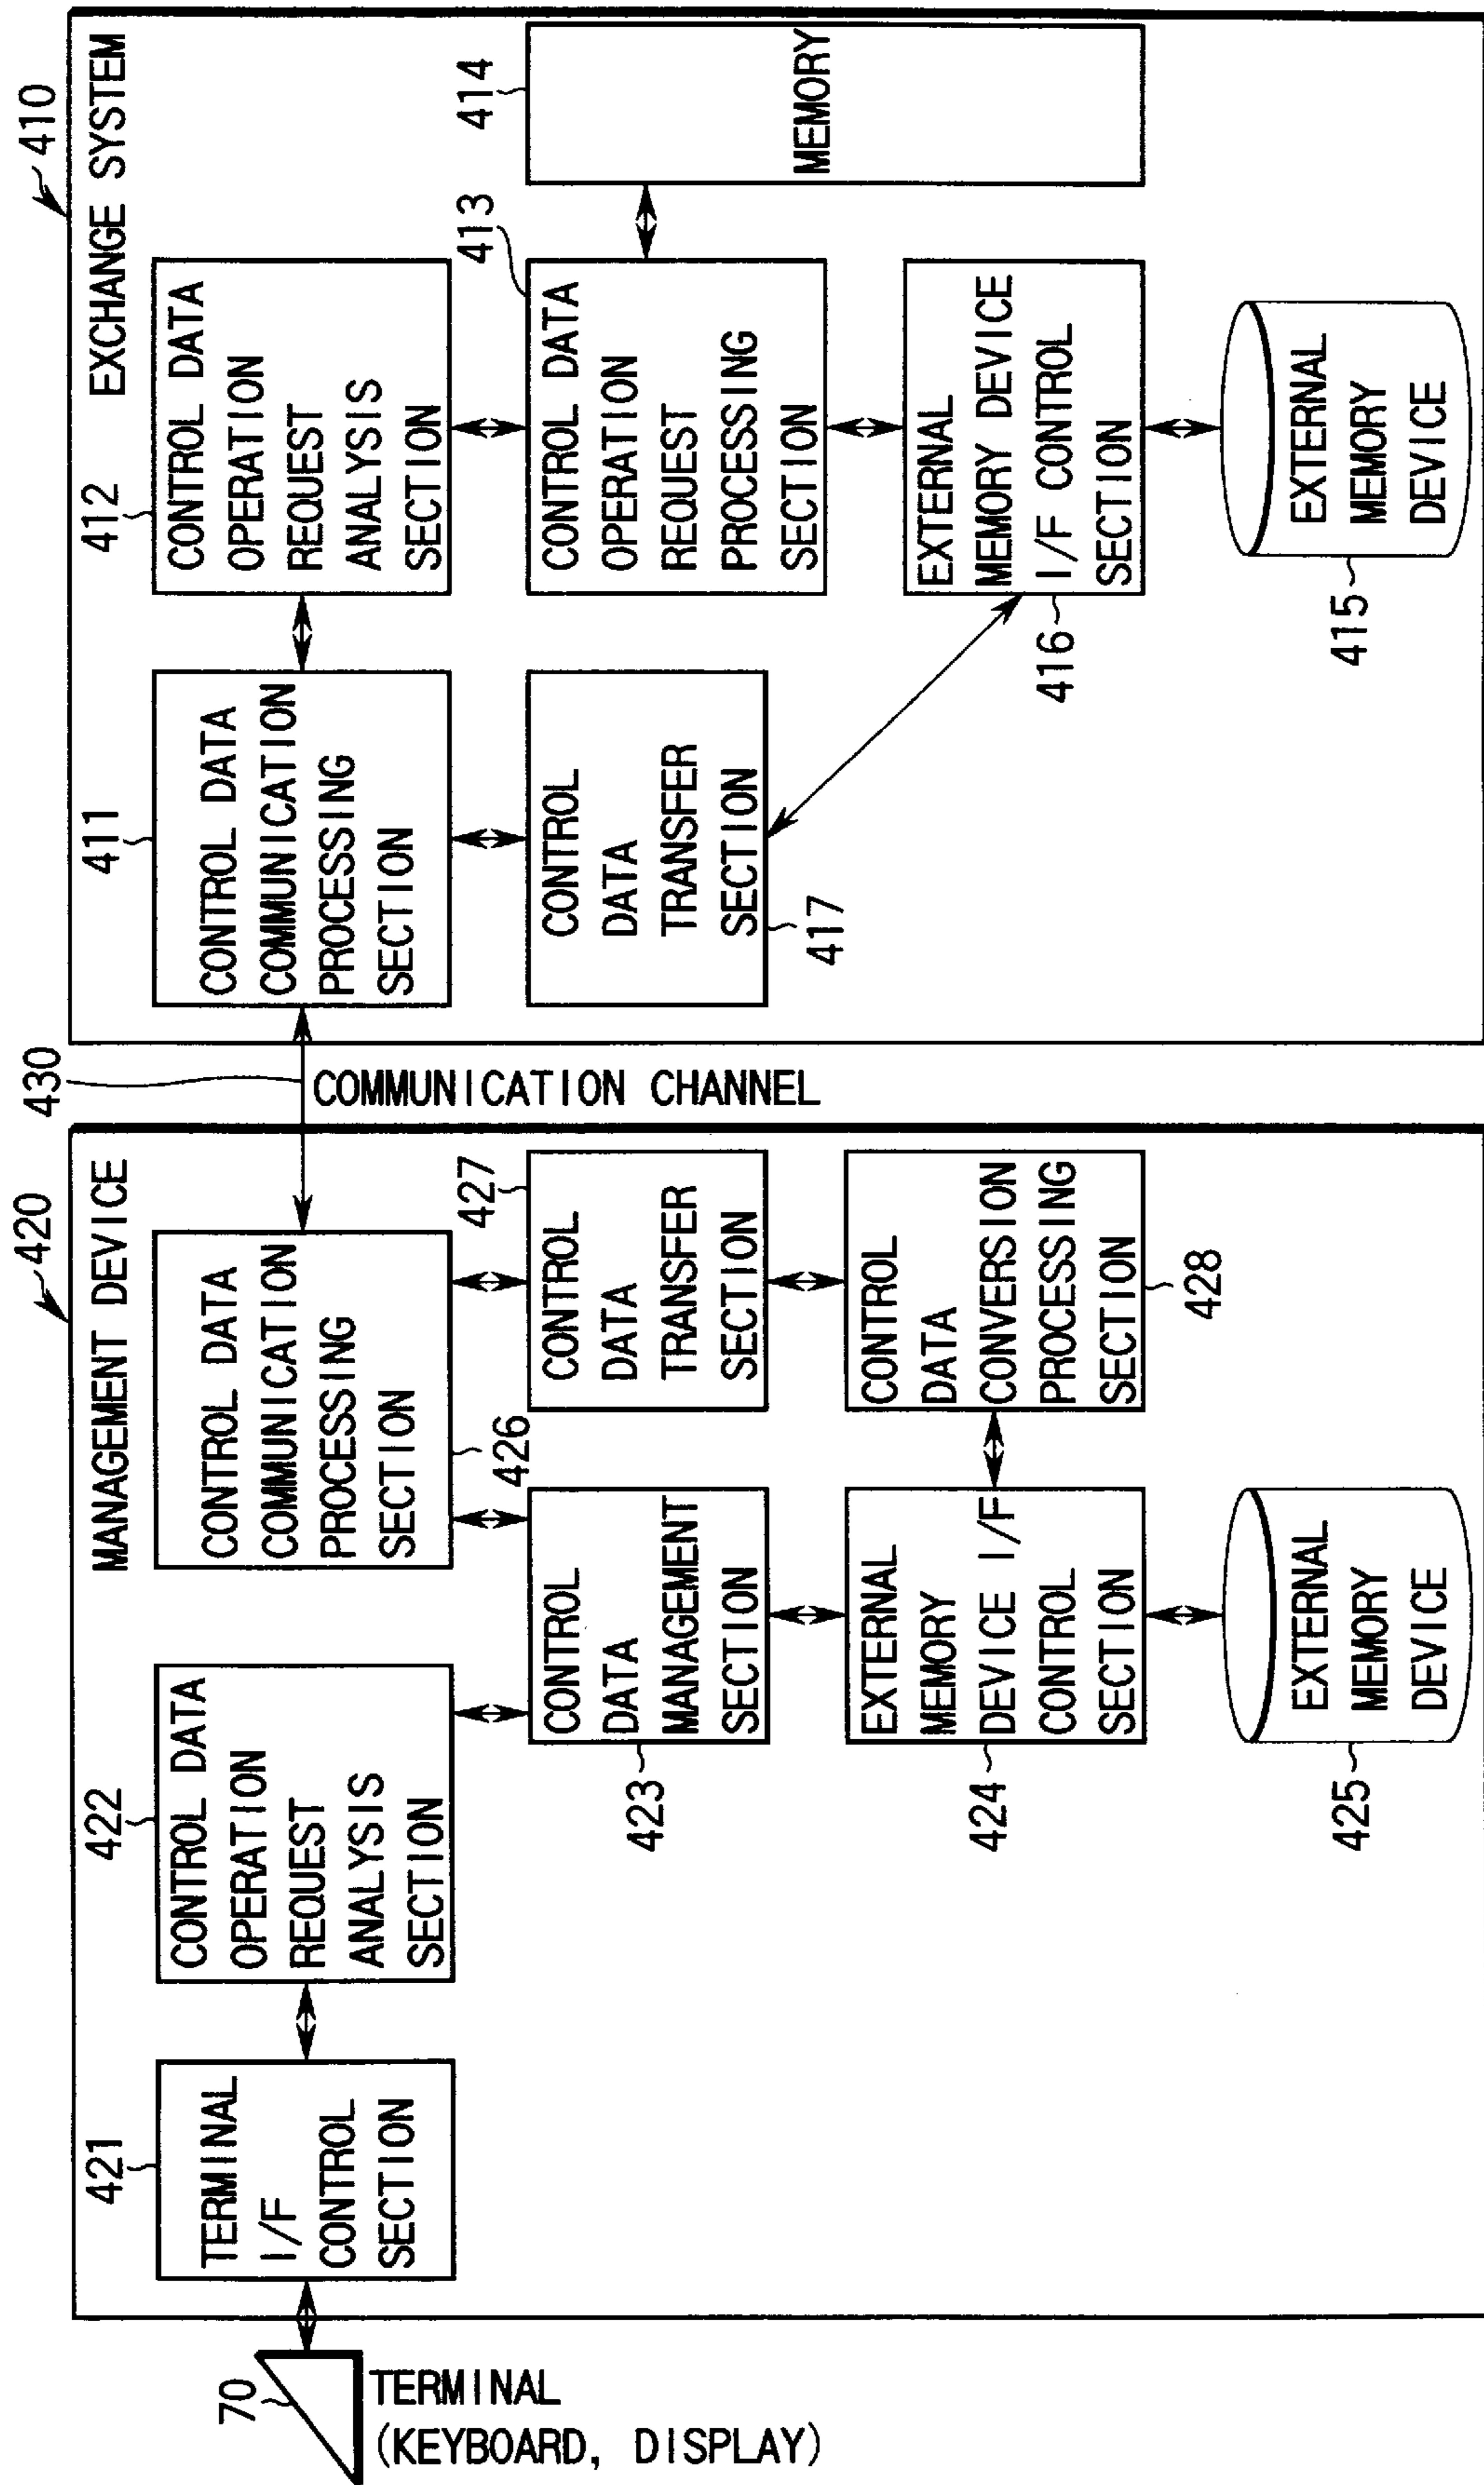 420
MANAGEMENT DEVICE
421
TERMINAL
I/F
CONTROL
SECTION
70
TERMINAL
(KEYBOARD, DISPLAY)
422
CONTROL DATA
OPERATION
REQUEST
ANALYSIS
SECTION
CONTROL DATA
COMMUNICATION
PROCESSING
SECTION
426
CONTROL
DATA
MANAGEMENT
SECTION
423
427
CONTROL
DATA
TRANSFER
SECTION
EXTERNAL
MEMORY
DEVICE I/F
CONTROL
SECTION
424
CONTROL
DATA
CONVERSION
PROCESSING
SECTION
428
EXTERNAL
MEMORY
DEVICE
425
430
COMMUNICATION CHANNEL
410
EXCHANGE SYSTEM
411
CONTROL DATA
COMMUNICATION
PROCESSING
SECTION
412
CONTROL DATA
OPERATION
REQUEST
ANALYSIS
SECTION
CONTROL
DATA
TRANSFER
SECTION
417
413
CONTROL DATA
OPERATION
REQUEST
PROCESSING
SECTION
414
MEMORY
EXTERNAL
MEMORY DEVICE
I/F CONTROL
SECTION
416
EXTERNAL
MEMORY
DEVICE
415